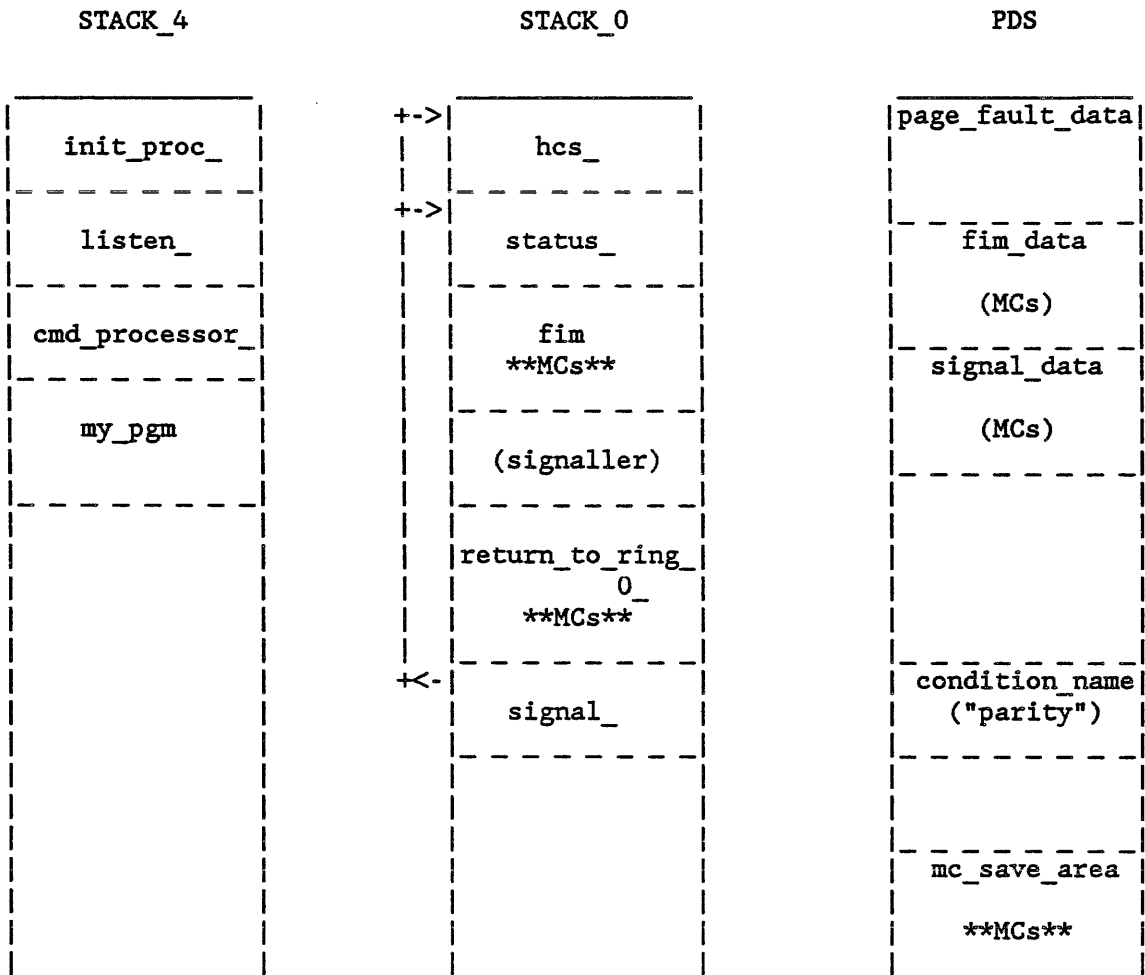 STACK_4 STACK_0 PDS
+->| page_fault_data
init_proc_ hcs_
+->|
listen_ status_ fim_data
(MCs)
cmd_processor_ fim
**MCs** signal_data
my_pgm (MCs)
(signaller)
return_to_ring_
0_
**MCs**
+<- condition_name
signal_ ("parity")
mc_save_area
**MCs**